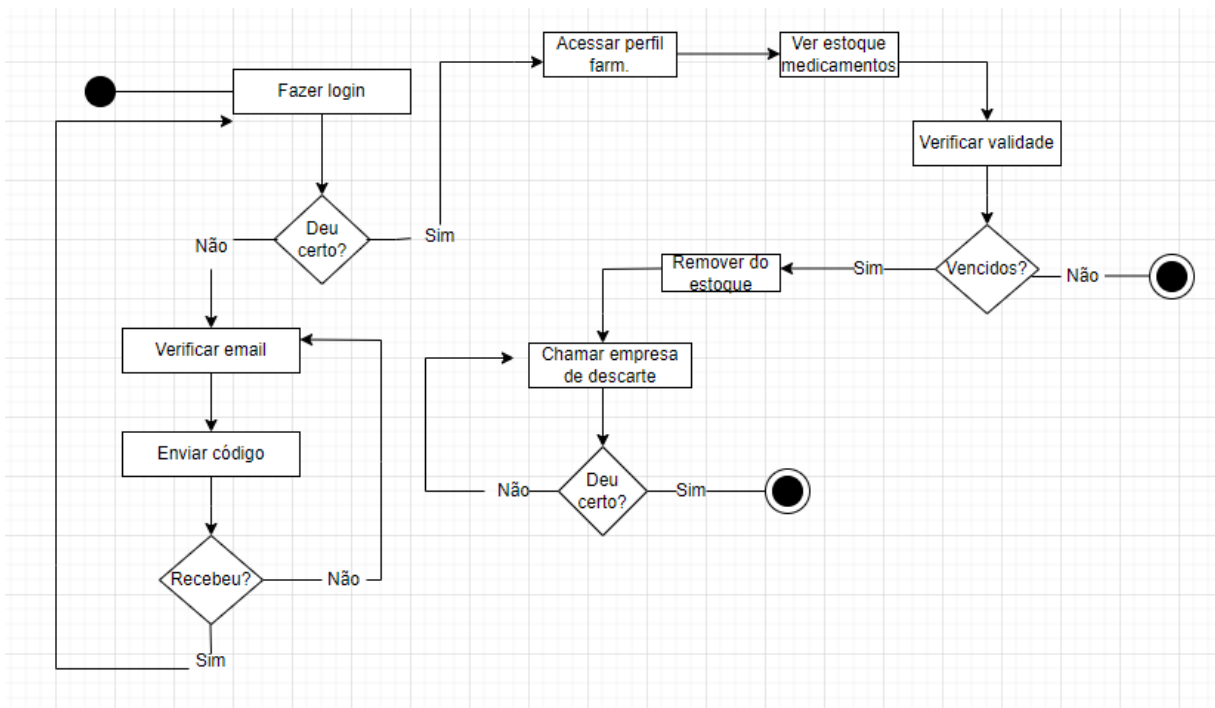 Acessar perfil
farm.
Ver estoque
medicamentos
Fazer login
Verificar validade
Deu
certo?
Sim
Não
Remover do
estoque
Sim
Vencidos?
Não
Verificar email
Chamar empresa
de descarte
Enviar código
Deu
certo?
Não
Sim
Recebeu?
Não
Sim